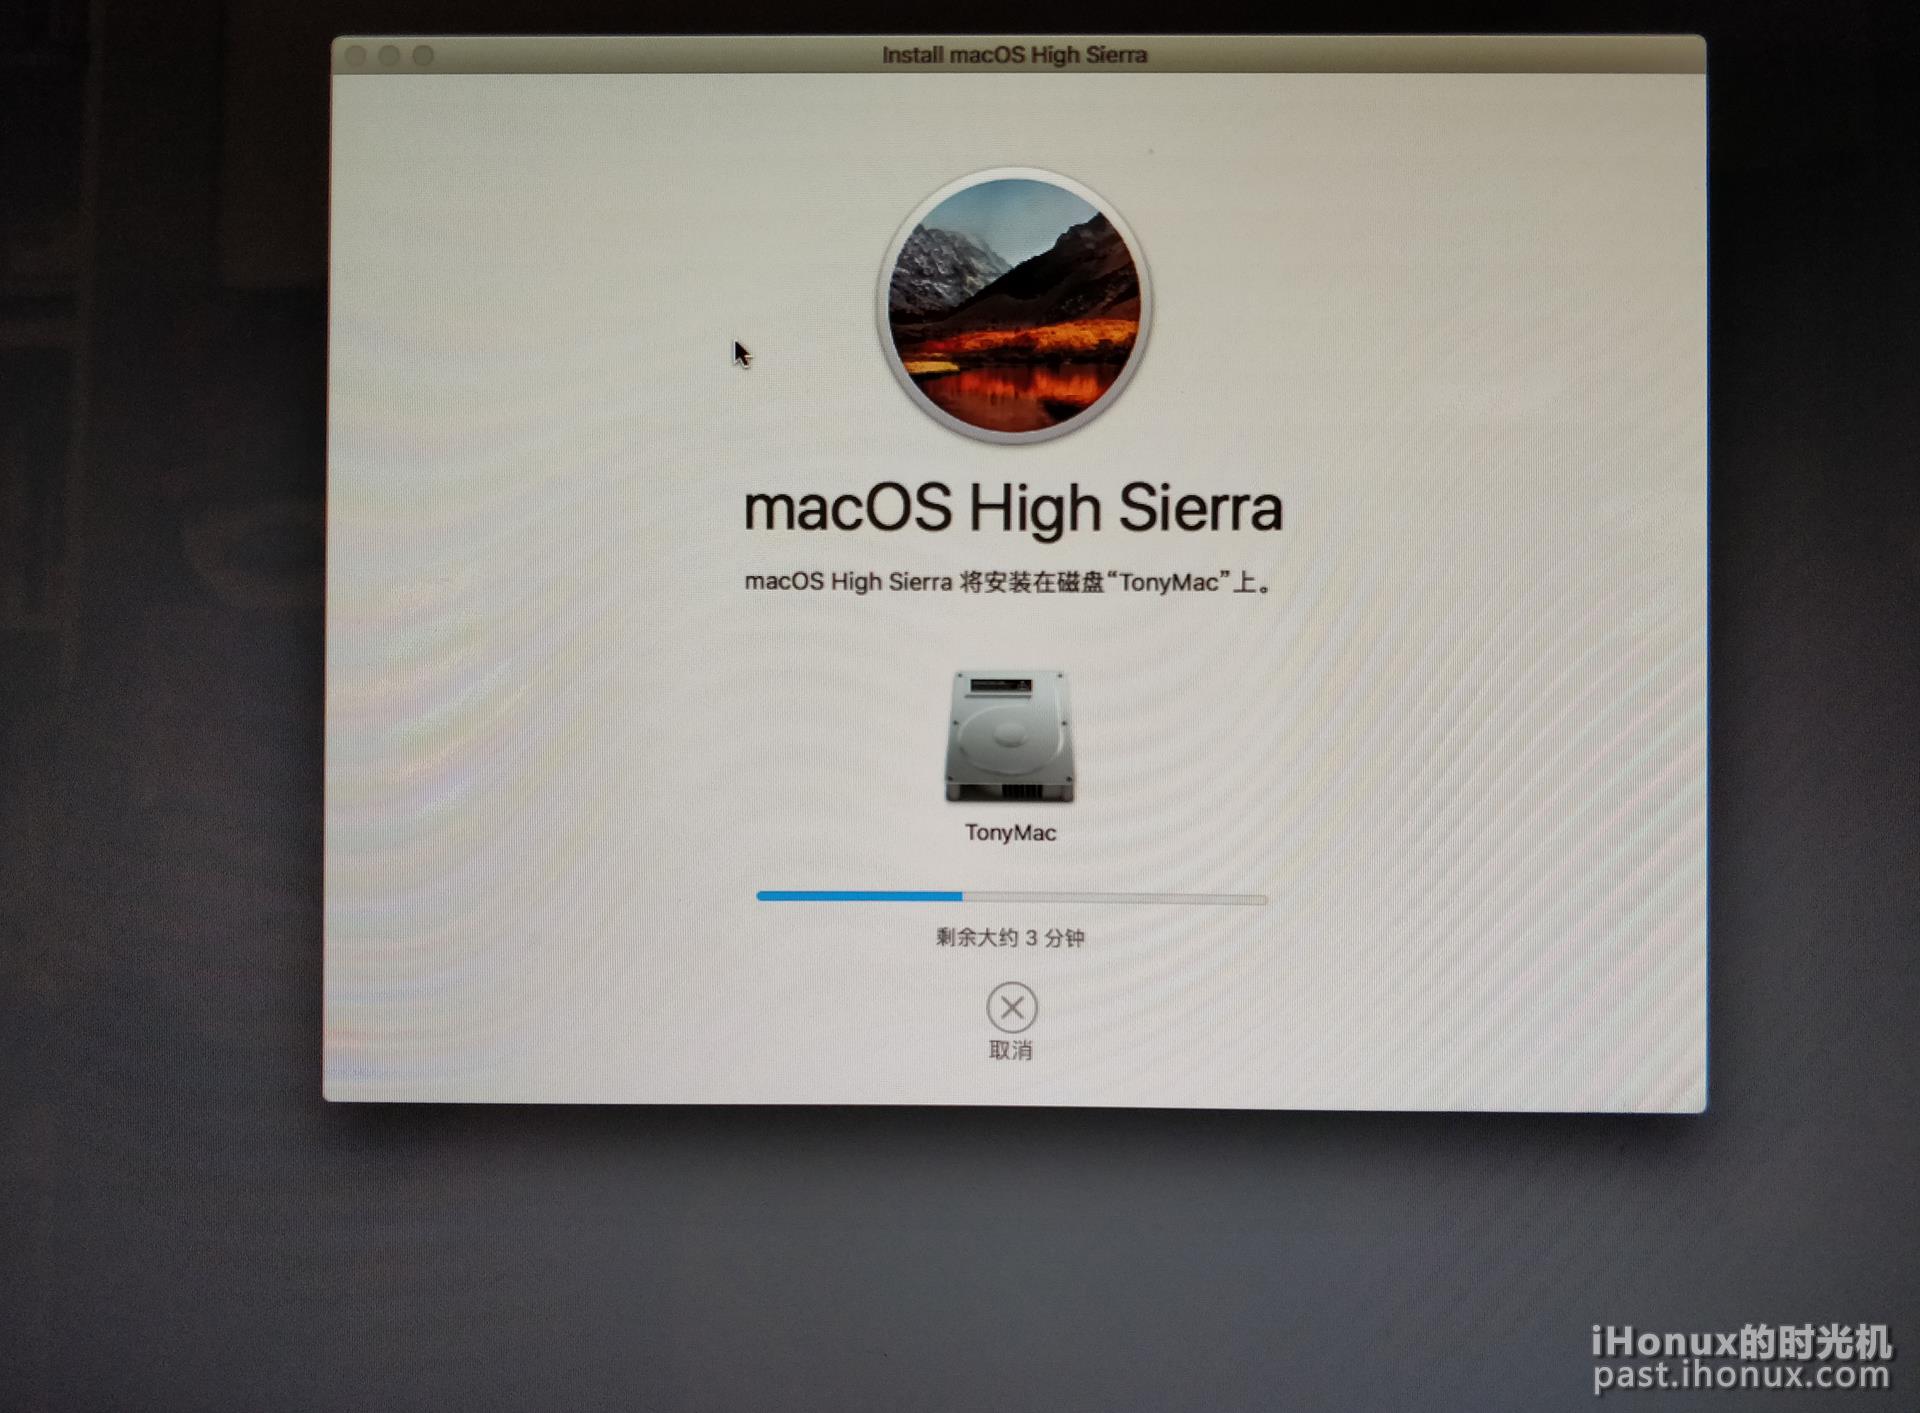 Install macOS High Sierra
macOS High Sierra
macOS High Sierra 将安装在磁盘“TonyMac”上。
TonyMac
剩余大约 3 分钟
取消
iHonux的时光机
past.ihonux.com